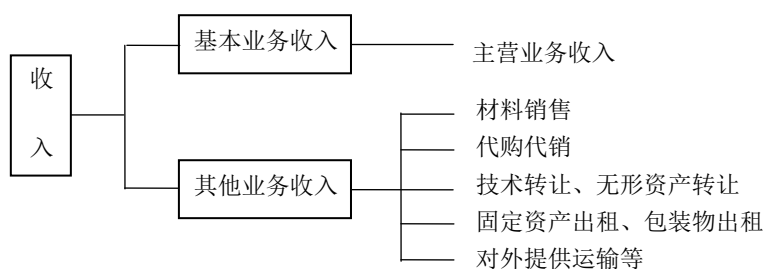 收入
基本业务收入
主营业务收入
其他业务收入
材料销售
代购代销
技术转让、无形资产转让
固定资产出租、包装物出租
对外提供运输等